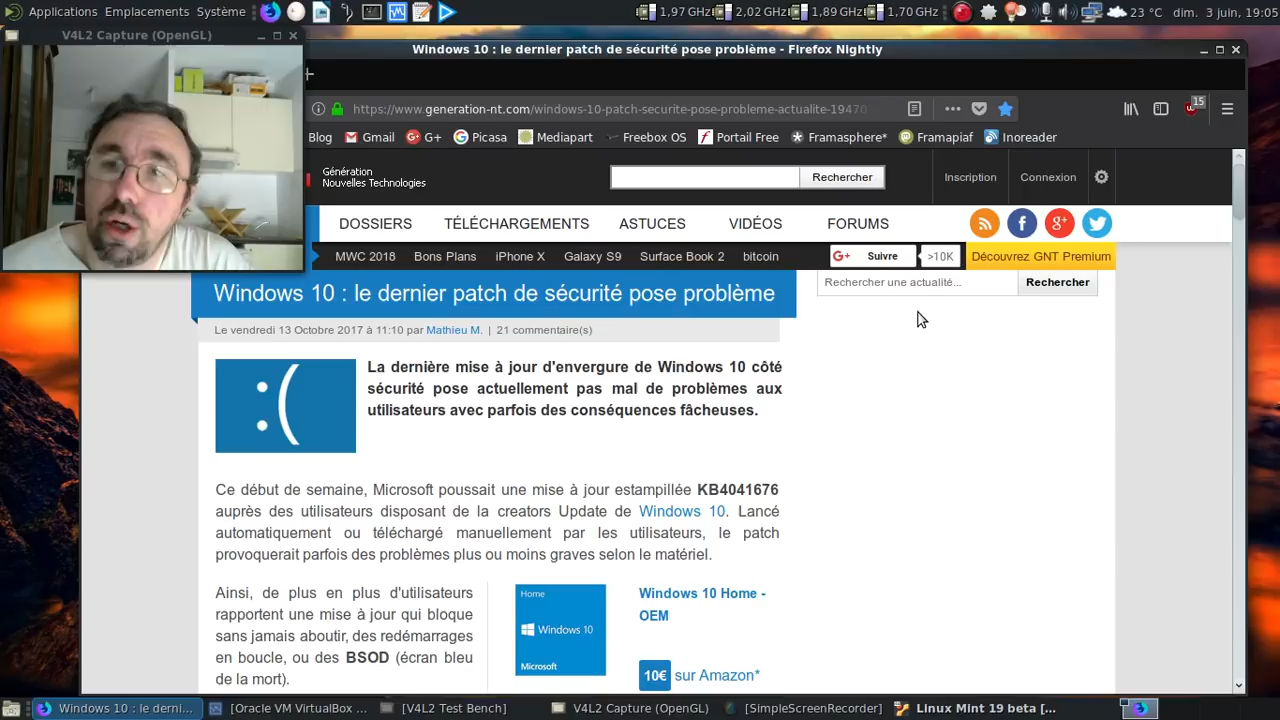 Applications Emplacements Système
1,97 GHz 2,02 GHz 1,89 GHz 1,70 GHz 23 °C dim. 3 juin, 19:05
V4L2 Capture (OpenGL)
Windows 10 : le dernier patch de sécurité pose problème - Firefox Nightly
https://www.generation-nt.com/windows-10-patch-securite-pose-probleme-actualite-19470
15
Blog Gmail G+ Picasa Mediapart Freebox OS Portail Free Framasphere* Framapiaf Inoreader
Génération
Nouvelles Technologies
Rechercher
Inscription Connexion
DOSSIERS TÉLÉCHARGEMENTS ASTUCES VIDÉOS FORUMS
MWC 2018 Bons Plans iPhone X Galaxy S9 Surface Book 2 bitcoin G+ Suivre >10K Découvrez GNT Premium
Windows 10 : le dernier patch de sécurité pose problème
Rechercher une actualité... Rechercher
Le vendredi 13 Octobre 2017 à 11:10 par Mathieu M. | 21 commentaire(s)
:(
La dernière mise à jour d'envergure de Windows 10 côté
sécurité pose actuellement pas mal de problèmes aux
utilisateurs avec parfois des conséquences fâcheuses.
Ce début de semaine, Microsoft poussait une mise à jour estampillée KB4041676
auprès des utilisateurs disposant de la creators Update de Windows 10. Lancé
automatiquement ou téléchargé manuellement par les utilisateurs, le patch
provoquerait parfois des problèmes plus ou moins graves selon le matériel.
Ainsi, de plus en plus d'utilisateurs
rapportent une mise à jour qui bloque
sans jamais aboutir, des redémarrages
en boucle, ou des BSOD (écran bleu
de la mort).
Home
Windows 10
Microsoft
Windows 10 Home -
OEM
10€ sur Amazon*
Windows 10 : le derni... [Oracle VM VirtualBox ... [V4L2 Test Bench] V4L2 Capture (OpenGL) [SimpleScreenRecorder] Linux Mint 19 beta [...